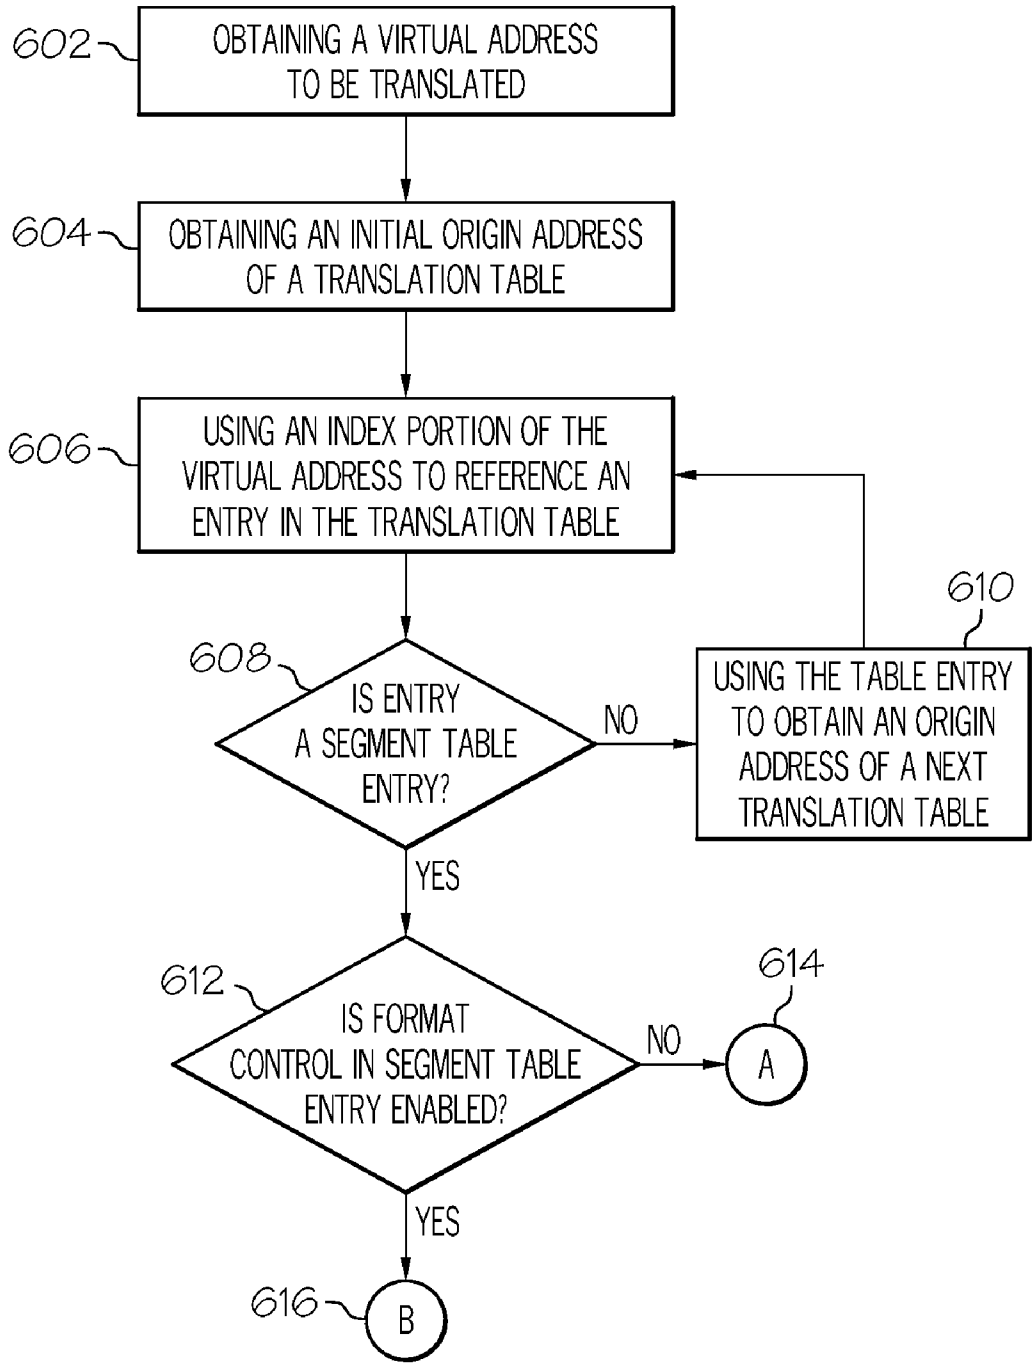 602
OBTAINING A VIRTUAL ADDRESS
TO BE TRANSLATED
604
OBTAINING AN INITIAL ORIGIN ADDRESS
OF A TRANSLATION TABLE
606
USING AN INDEX PORTION OF THE
VIRTUAL ADDRESS TO REFERENCE AN
ENTRY IN THE TRANSLATION TABLE
608
IS ENTRY
A SEGMENT TABLE
ENTRY?
NO
610
USING THE TABLE ENTRY
TO OBTAIN AN ORIGIN
ADDRESS OF A NEXT
TRANSLATION TABLE
YES
612
IS FORMAT
CONTROL IN SEGMENT TABLE
ENTRY ENABLED?
NO
614
A
YES
616
B